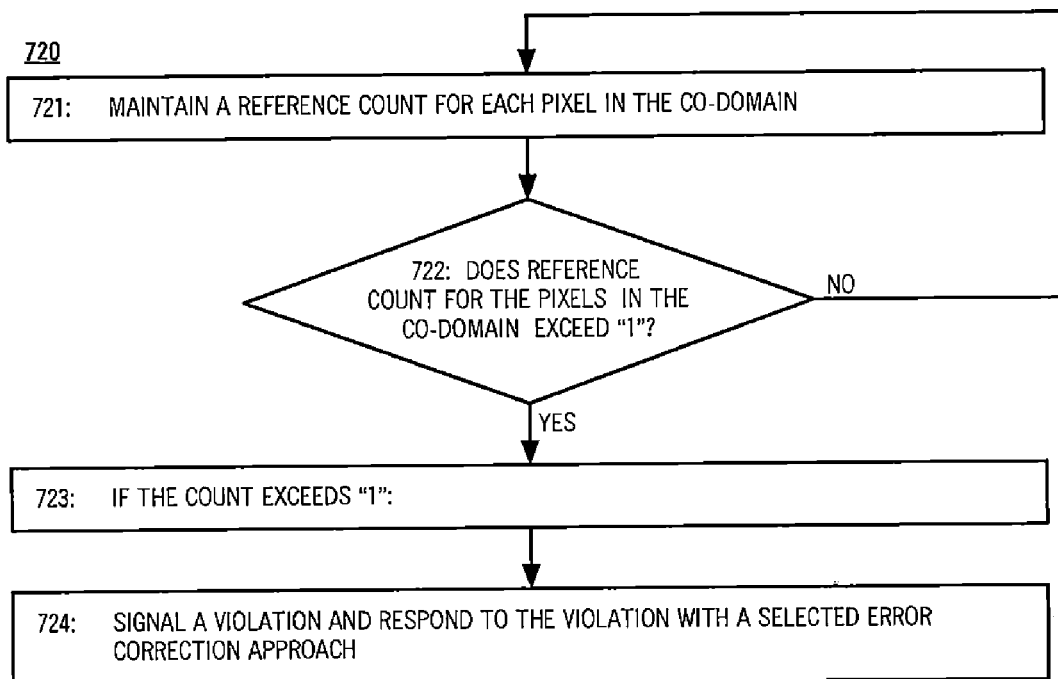 720
721: MAINTAIN A REFERENCE COUNT FOR EACH PIXEL IN THE CO-DOMAIN
722: DOES REFERENCE
COUNT FOR THE PIXELS IN THE
CO-DOMAIN EXCEED “1”?
NO
YES
723: IF THE COUNT EXCEEDS “1”:
724: SIGNAL A VIOLATION AND RESPOND TO THE VIOLATION WITH A SELECTED ERROR
CORRECTION APPROACH